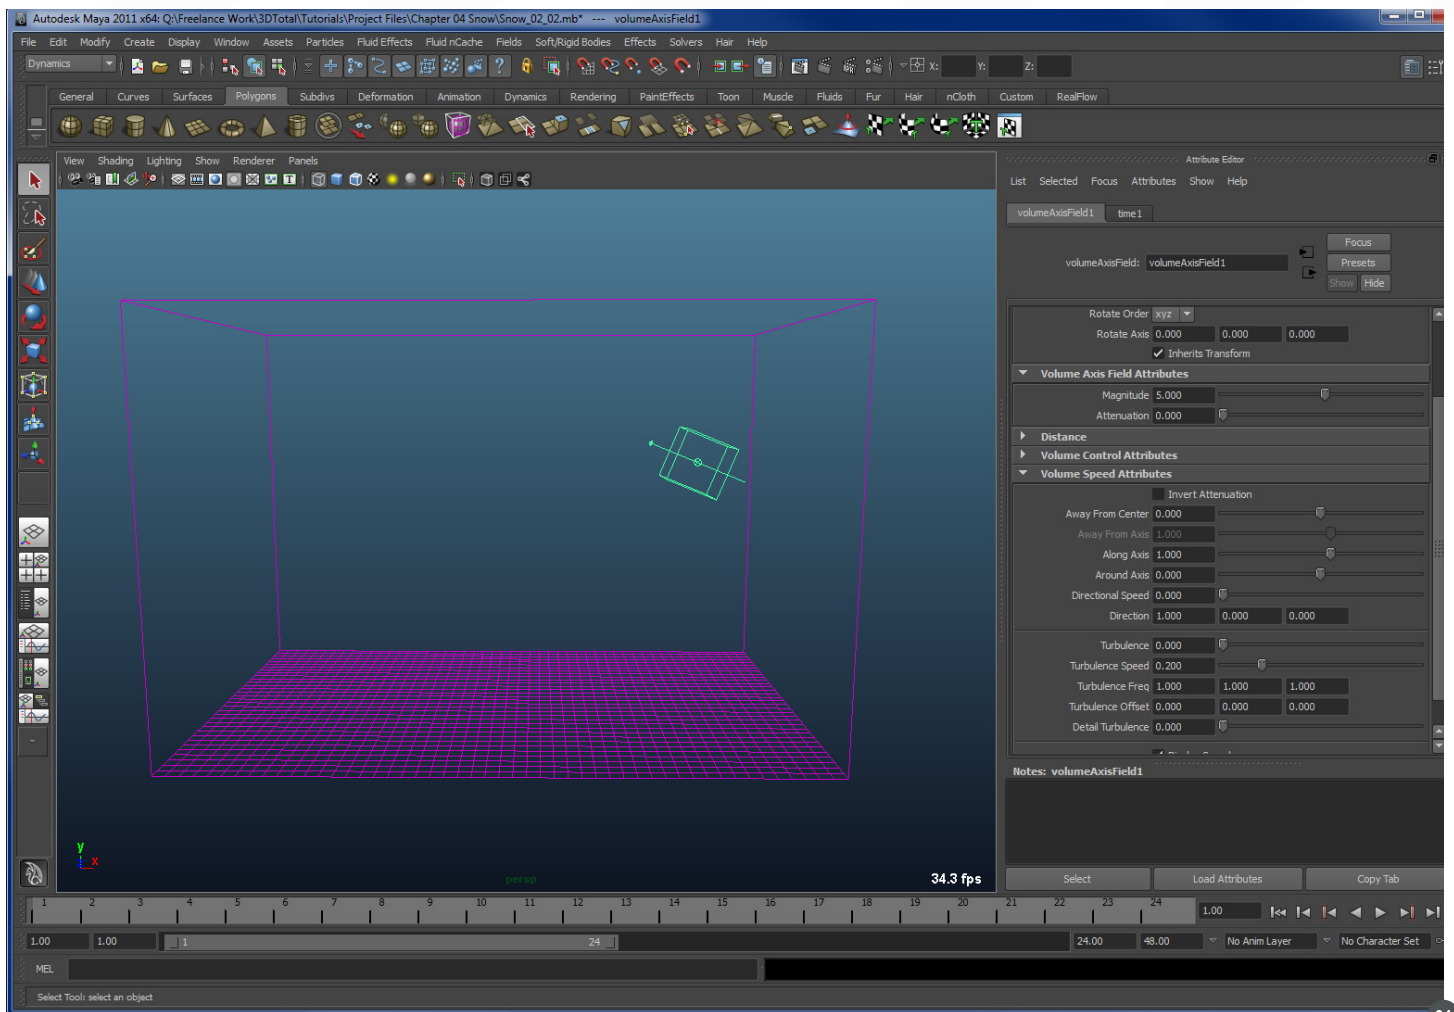 Autodesk Maya 2011 x64: Q:\Freelance Work\3DTotal\Tutorials\Project Files\Chapter 04 Snow\Snow_02_02.mb* --- volumeAxisField1
File Edit Modify Create Display Window Assets Particles Fluid Effects Fluid nCache Fields Soft/Rigid Bodies Effects Solvers Hair Help
Dynamics X: Y: Z:
General Curves Surfaces Polygons Subdivs Deformation Animation Dynamics Rendering PaintEffects Toon Muscle Fluids Fur Hair nCloth Custom RealFlow
View Shading Lighting Show Renderer Panels
Attribute Editor
List Selected Focus Attributes Show Help
volumeAxisField1 time1
volumeAxisField: volumeAxisField1
Focus
Presets
Show Hide
Rotate Order xyz
Rotate Axis 0.000 0.000 0.000
Inherits Transform
Volume Axis Field Attributes
Magnitude 5.000
Attenuation 0.000
Distance
Volume Control Attributes
Volume Speed Attributes
Invert Attenuation
Away From Center 0.000
Away From Axis 1.000
Along Axis 1.000
Around Axis 0.000
Directional Speed 0.000
Direction 1.000 0.000 0.000
Turbulence 0.000
Turbulence Speed 0.200
Turbulence Freq 1.000 1.000 1.000
Turbulence Offset 0.000 0.000 0.000
Detail Turbulence 0.000
Notes: volumeAxisField1
y
x
persp
34.3 fps
Select Load Attributes Copy Tab
1 2 3 4 5 6 7 8 9 10 11 12 13 14 15 16 17 18 19 20 21 22 23 24 1.00
1.00 1.00 1 24 24.00 48.00 No Anim Layer No Character Set
MEL
Select Tool: select an object